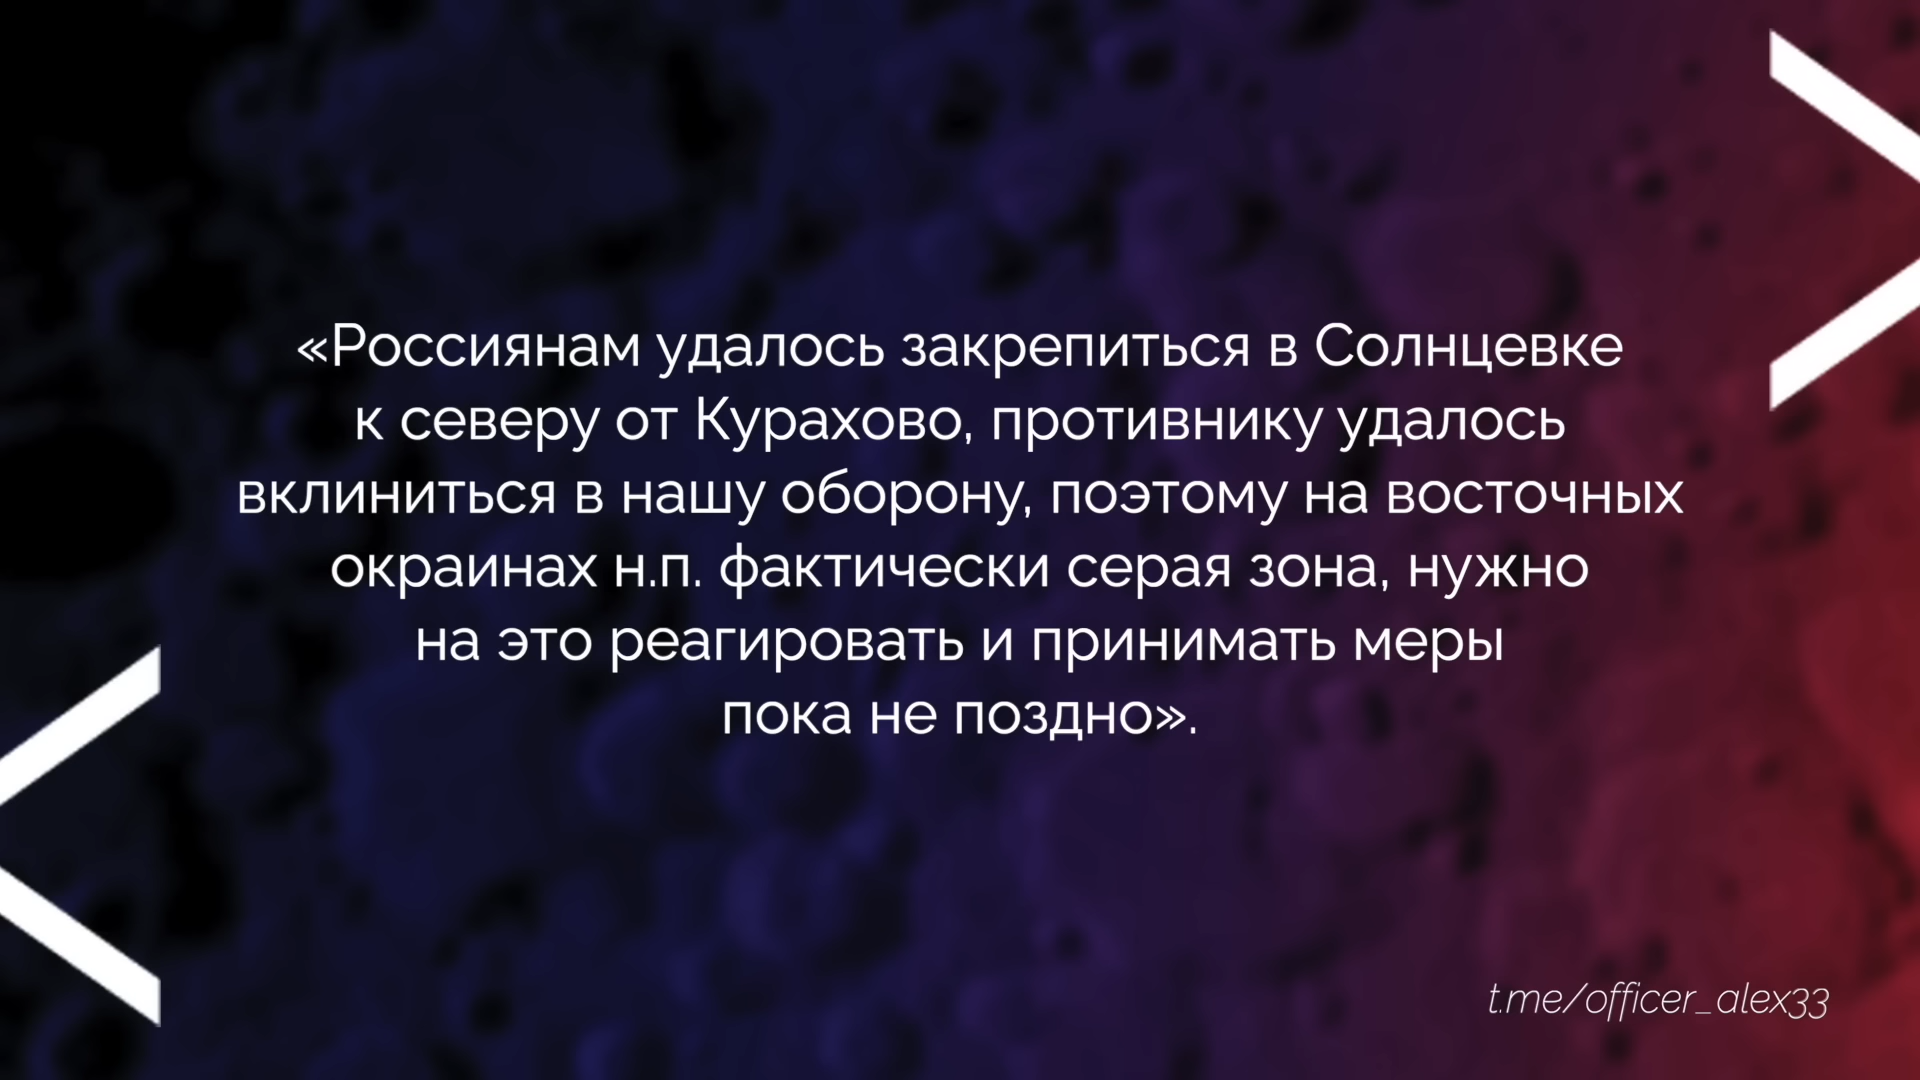 «Россиянам удалось закрепиться в Солнцевке
к северу от Курахово, противнику удалось
вклиниться в нашу оборону, поэтому на восточных
окраинах н.п. фактически серая зона, нужно
на это реагировать и принимать меры
пока не поздно».
t.me/officer_alex33